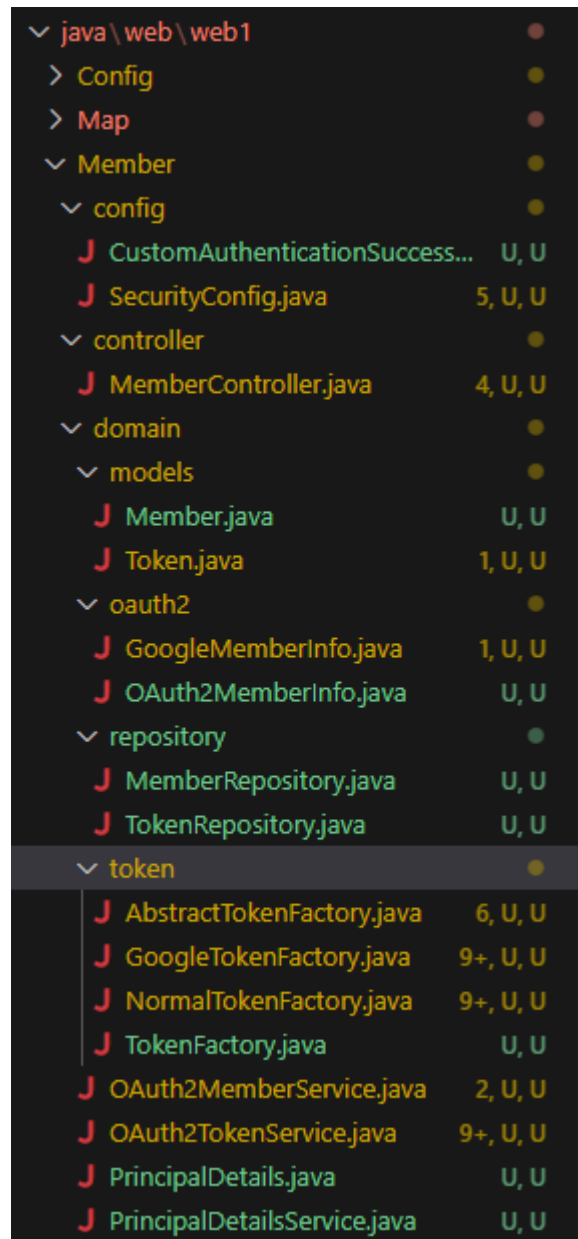 java\web\web1
Config
Map
Member
config
CustomAuthenticationSuccess... U, U
SecurityConfig.java 5, U, U
controller
MemberController.java 4, U, U
domain
models
Member.java U, U
Token.java 1, U, U
oauth2
GoogleMemberInfo.java 1, U, U
OAuth2MemberInfo.java U, U
repository
MemberRepository.java U, U
TokenRepository.java U, U
token
AbstractTokenFactory.java 6, U, U
GoogleTokenFactory.java 9+, U, U
NormalTokenFactory.java 9+, U, U
TokenFactory.java U, U
OAuth2MemberService.java 2, U, U
OAuth2TokenService.java 9+, U, U
PrincipalDetails.java U, U
PrincipalDetailsService.java U, U